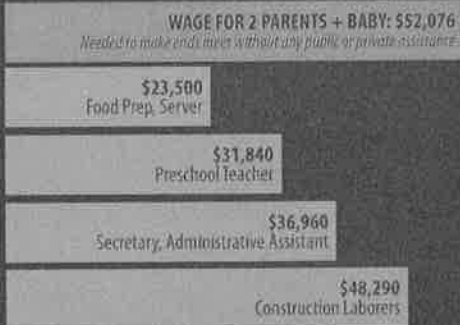 WAGE FOR 2 PARENTS + BABY: $52,076
Needed to make ends meet without any public or private assistance
$23,500
Food Prep, Server
$31,840
Preschool Teacher
$36,960
Secretary, Administrative Assistant
$48,290
Construction Laborers